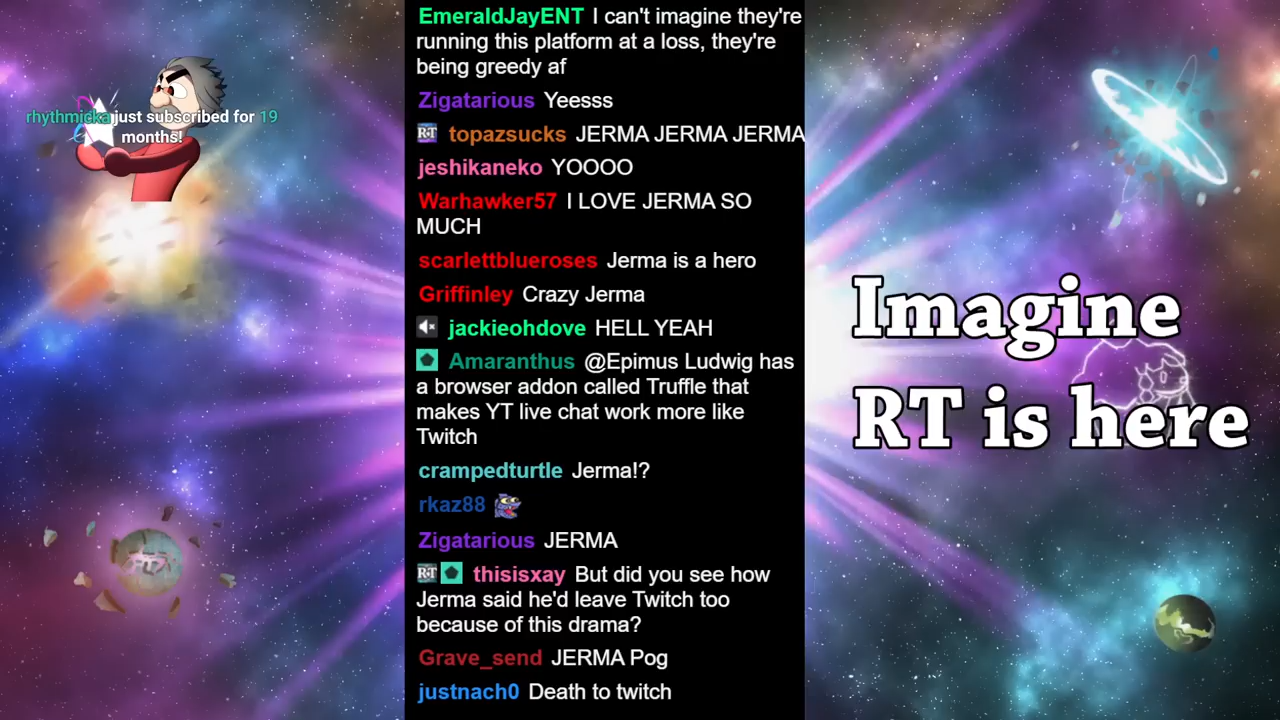 EmeraldJayENT I can't imagine they're
running this platform at a loss, they're
being greedy af
Zigatarious Yeesss
RT topazsucks JERMA JERMA JERMA
jeshikaneko YOOOO
Warhawker57 I LOVE JERMA SO
MUCH
scarlettblueroses Jerma is a hero
Griffinley Crazy Jerma
jackieohdove HELL YEAH
Amaranthus @Epimus Ludwig has
a browser addon called Truffle that
makes YT live chat work more like
Twitch
crampedturtle Jerma!?
rkaz88
Zigatarious JERMA
RT thisisxay But did you see how
Jerma said he'd leave Twitch too
because of this drama?
Grave_send JERMA Pog
justnach0 Death to twitch
rhythmicka just subscribed for 19
months!
Imagine
RT is here